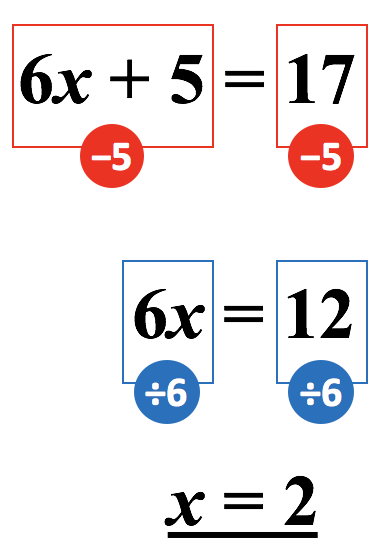 6x + 5 = 17
−5 −5
6x = 12
÷6 ÷6
x = 2